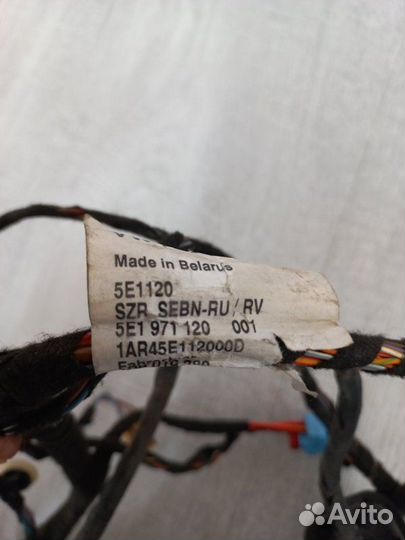 Made in Belarus
5E1120
SZR SEBN-RU / RV
5E1 971 120 001
1AR45E112000D
Avito